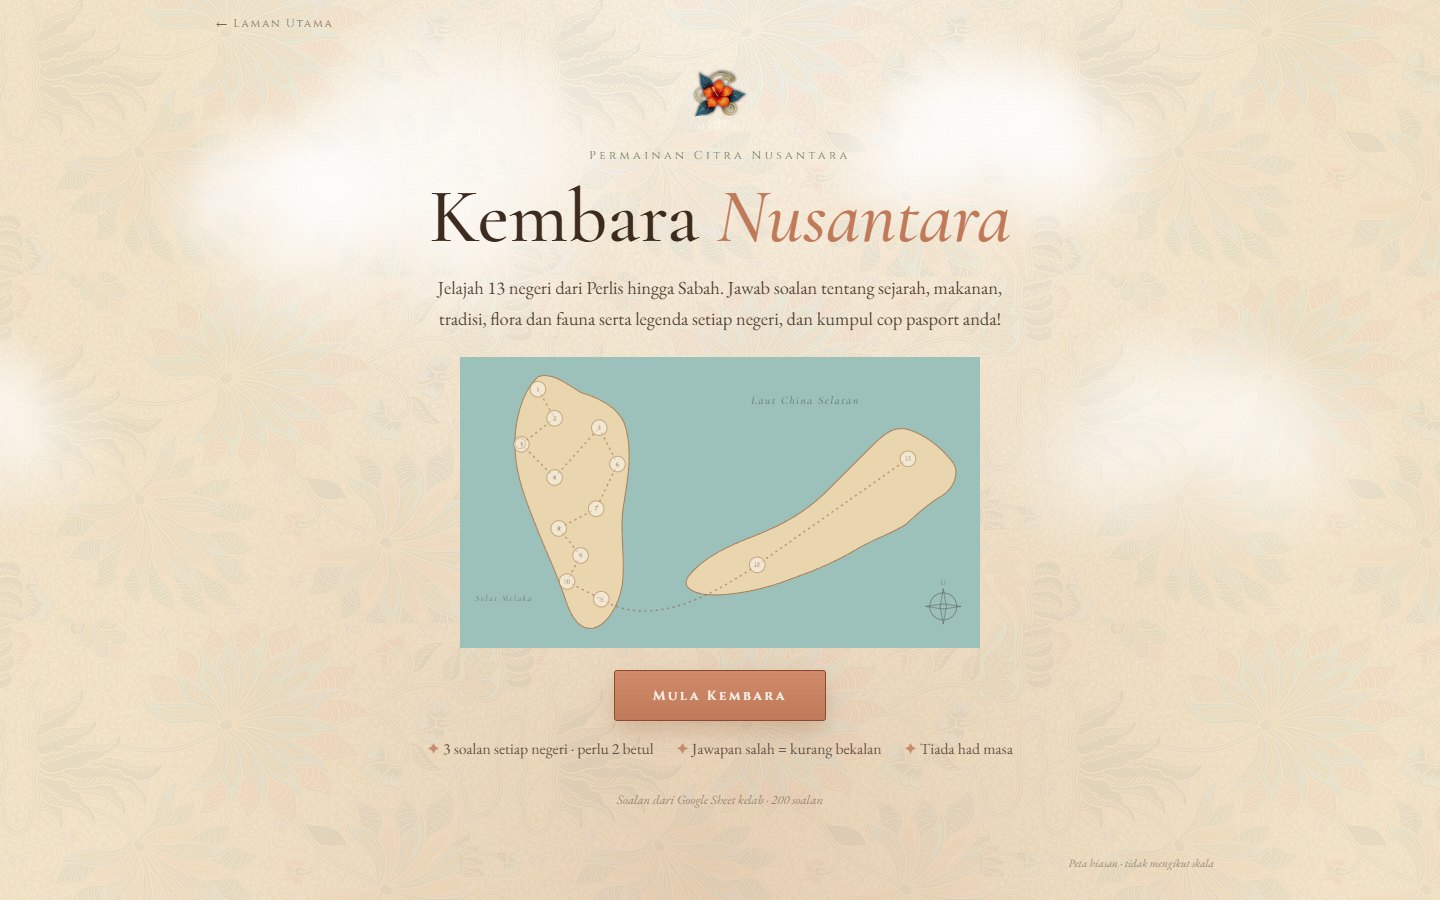 ← Laman Utama
Permainan Citra Nusantara
Kembara Nusantara
Jelajah 13 negeri dari Perlis hingga Sabah. Jawab soalan tentang sejarah, makanan,
tradisi, flora dan fauna serta legenda setiap negeri, dan kumpul cop pasport anda!
1
2
3
4
5
6
7
8
9
10
11
12
13
Laut China Selatan
Selat Melaka
U
Mula Kembara
✦ 3 soalan setiap negeri · perlu 2 betul ✦ Jawapan salah = kurang bekalan ✦ Tiada had masa
Soalan dari Google Sheet kelab · 200 soalan
Peta hiasan · tidak mengikut skala